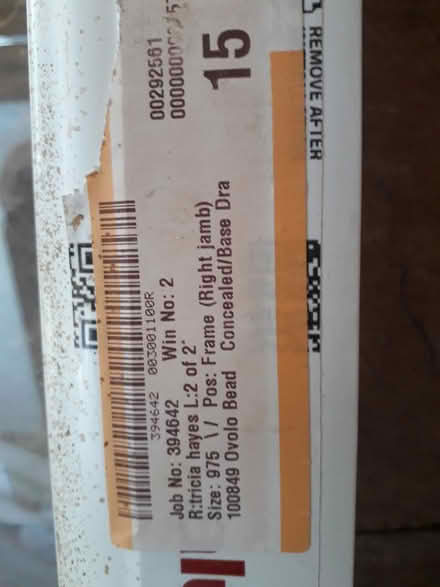 394642 003001100R
Job No: 394642 Win No: 2
R:tricia hayes L:2 of 2
Size: 975 \/ Pos: Frame (Right jamb)
100849 Ovolo Bead Concealed/Base Dra
00292561
15
REMOVE AFTER